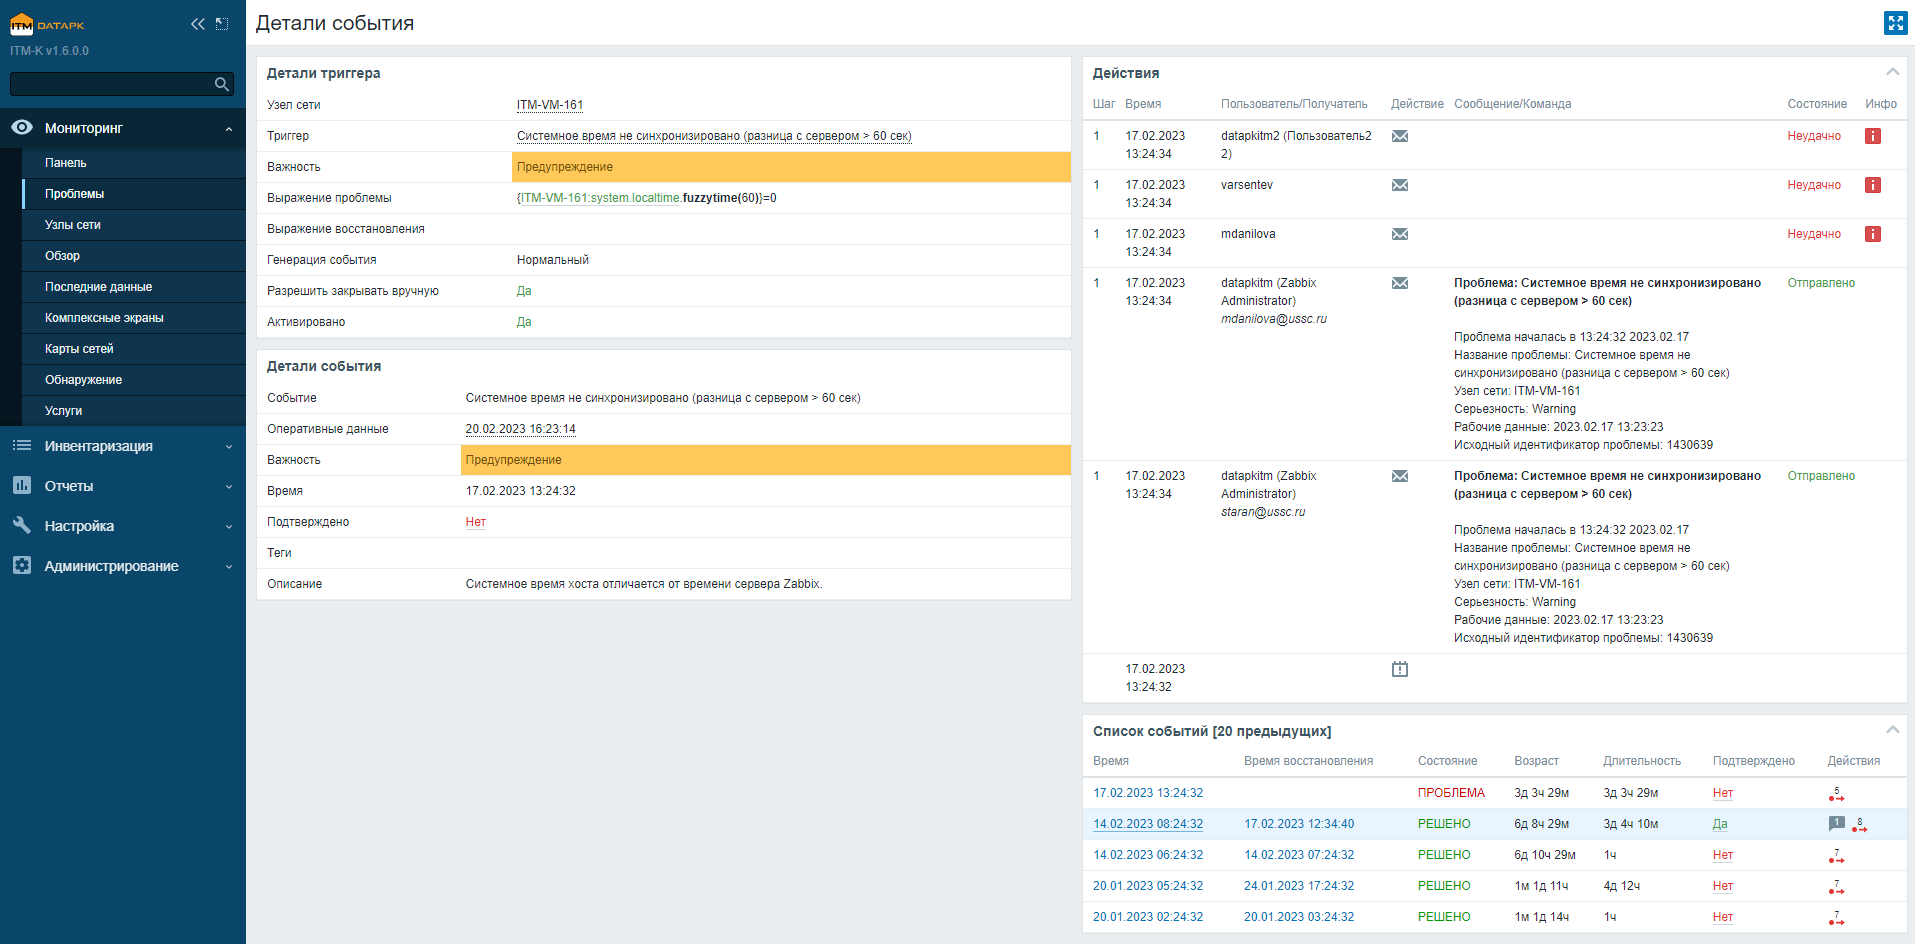 ITM DATAPK
ITM-K v1.6.0.0
Мониторинг
Панель
Проблемы
Узлы сети
Обзор
Последние данные
Комплексные экраны
Карты сетей
Обнаружение
Услуги
Инвентаризация
Отчеты
Настройка
Администрирование
Детали события
Детали триггера
Узел сети ITM-VM-161
Триггер Системное время не синхронизировано (разница с сервером > 60 сек)
Важность Предупреждение
Выражение проблемы {ITM-VM-161:system.localtime.fuzzytime(60)}=0
Выражение восстановления
Генерация события Нормальный
Разрешить закрывать вручную Да
Активировано Да
Детали события
Событие Системное время не синхронизировано (разница с сервером > 60 сек)
Оперативные данные 20.02.2023 16:23:14
Важность Предупреждение
Время 17.02.2023 13:24:32
Подтверждено Нет
Теги
Описание Системное время хоста отличается от времени сервера Zabbix.
Действия
Шаг Время Пользователь/Получатель Действие Сообщение/Команда Состояние Инфо
1 17.02.2023 datapkitm2 (Пользователь2 Неудачно i
13:24:34 2)
1 17.02.2023 varsentev Неудачно i
13:24:34
1 17.02.2023 mdanilova Неудачно i
13:24:34
1 17.02.2023 datapkitm (Zabbix Проблема: Системное время не синхронизировано Отправлено
13:24:34 Administrator) (разница с сервером > 60 сек)
mdanilova@ussc.ru
Проблема началась в 13:24:32 2023.02.17
Название проблемы: Системное время не
синхронизировано (разница с сервером > 60 сек)
Узел сети: ITM-VM-161
Серьезность: Warning
Рабочие данные: 2023.02.17 13:23:23
Исходный идентификатор проблемы: 1430639
1 17.02.2023 datapkitm (Zabbix Проблема: Системное время не синхронизировано Отправлено
13:24:34 Administrator) (разница с сервером > 60 сек)
staran@ussc.ru
Проблема началась в 13:24:32 2023.02.17
Название проблемы: Системное время не
синхронизировано (разница с сервером > 60 сек)
Узел сети: ITM-VM-161
Серьезность: Warning
Рабочие данные: 2023.02.17 13:23:23
Исходный идентификатор проблемы: 1430639
17.02.2023
13:24:32
Список событий [20 предыдущих]
Время Время восстановления Состояние Возраст Длительность Подтверждено Действия
17.02.2023 13:24:32 ПРОБЛЕМА 3д 3ч 29м 3д 3ч 29м Нет 6
14.02.2023 08:24:32 17.02.2023 12:34:40 РЕШЕНО 6д 8ч 29м 3д 4ч 10м Да 1 8
14.02.2023 06:24:32 14.02.2023 07:24:32 РЕШЕНО 6д 10ч 29м 1ч Нет 7
20.01.2023 05:24:32 24.01.2023 17:24:32 РЕШЕНО 1м 1д 11ч 4д 12ч Нет 7
20.01.2023 02:24:32 20.01.2023 03:24:32 РЕШЕНО 1м 1д 14ч 1ч Нет 7